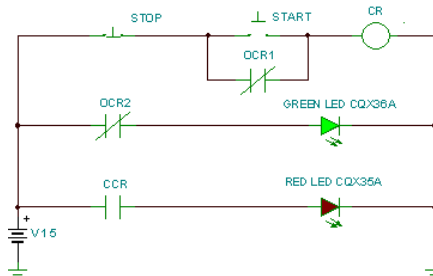 STOP
START
CR
OCR1
OCR2
GREEN LED CQX36A
CCR
RED LED CQX35A
+
V15